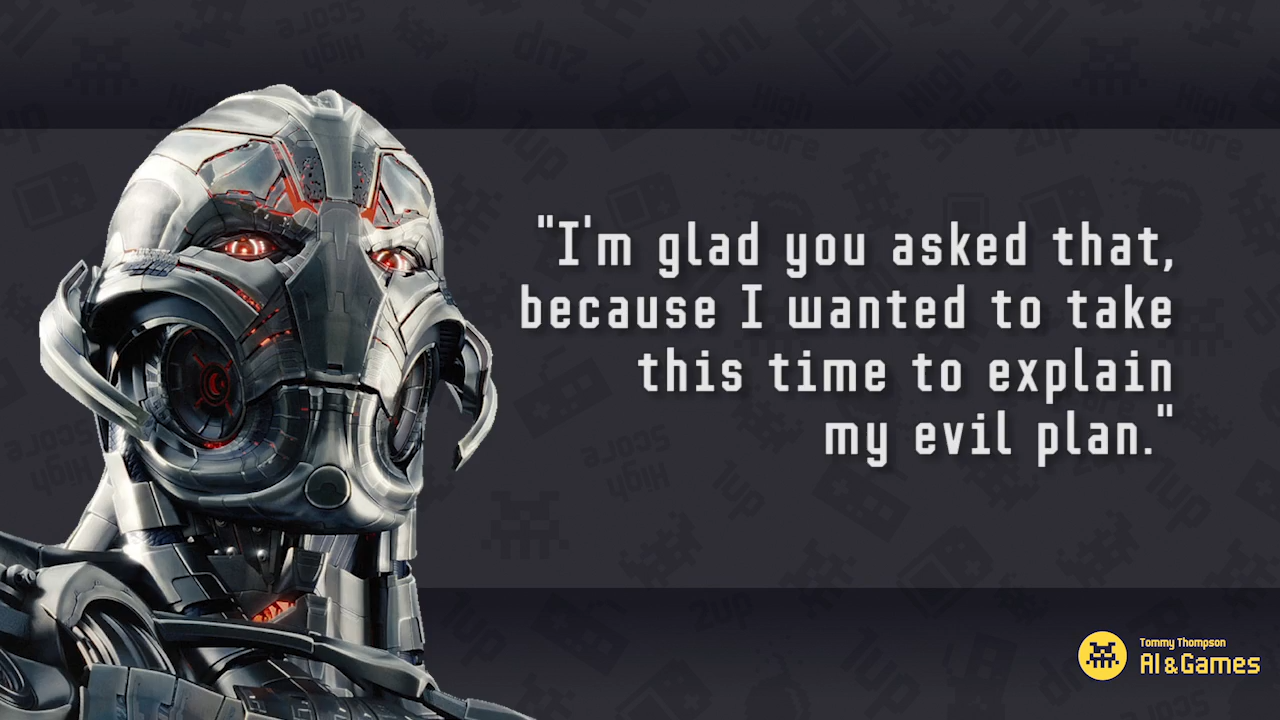 "I'm glad you asked that,
because I wanted to take
this time to explain
my evil plan."
Tommy Thompson
AI & Games